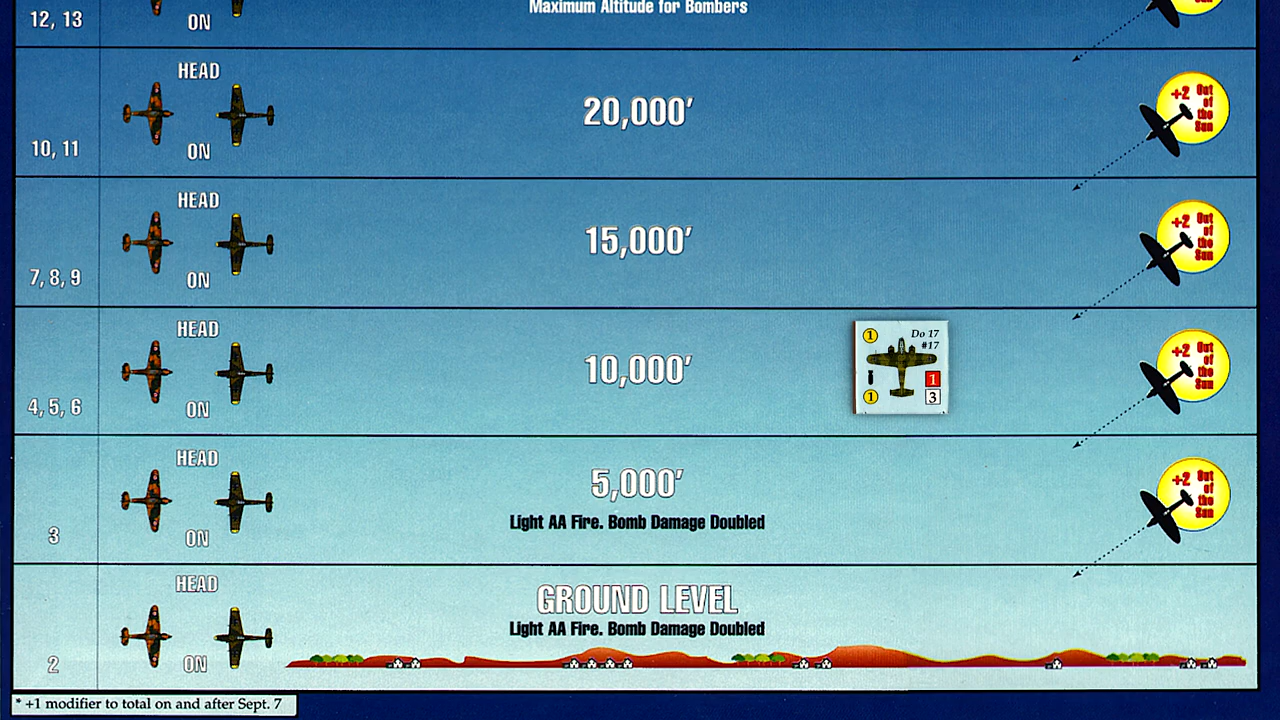 Maximum Altitude for Bombers
12, 13
ON
HEAD
20,000′
+2 Out of the Sun
10, 11
ON
HEAD
15,000′
+2 Out of the Sun
7, 8, 9
ON
HEAD
10,000′
1
Do 17
#17
1
1
3
+2 Out of the Sun
4, 5, 6
ON
HEAD
5,000′
Light AA Fire. Bomb Damage Doubled
+2 Out of the Sun
3
ON
HEAD
GROUND LEVEL
Light AA Fire. Bomb Damage Doubled
2
ON
* +1 modifier to total on and after Sept. 7